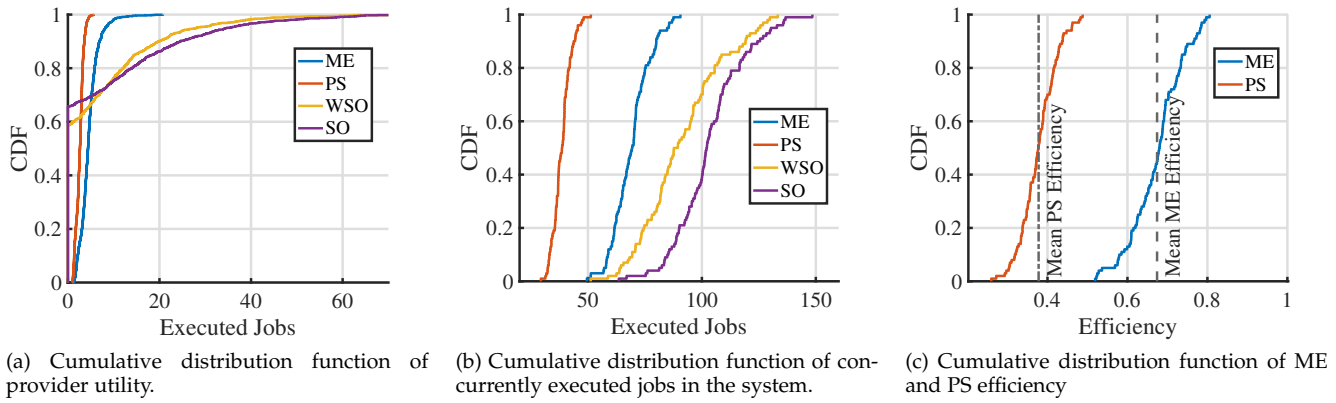 1
0.8
0.6
0.4
0.2
0
CDF
0 20 40 60
Executed Jobs
ME
PS
WSO
SO
(a) Cumulative distribution function of
provider utility.
1
0.8
0.6
0.4
0.2
0
CDF
50 100 150
Executed Jobs
ME
PS
WSO
SO
(b) Cumulative distribution function of con-
currently executed jobs in the system.
1
0.8
0.6
0.4
0.2
0
CDF
0.4 0.6 0.8 1
Efficiency
ME
PS
Mean PS Efficiency
Mean ME Efficiency
(c) Cumulative distribution function of ME
and PS efficiency